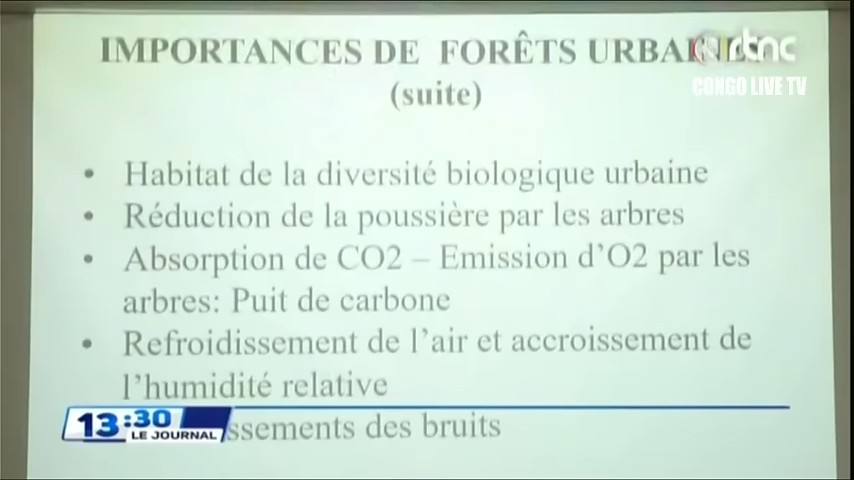 IMPORTANCES DE FORÊTS URBAINES
rtnc
(suite)
CONGO LIVE TV
• Habitat de la diversité biologique urbaine
• Réduction de la poussière par les arbres
• Absorption de CO2 – Emission d’O2 par les
arbres: Puit de carbone
• Refroidissement de l’air et accroissement de
l’humidité relative
ssements des bruits
13:30
LE JOURNAL